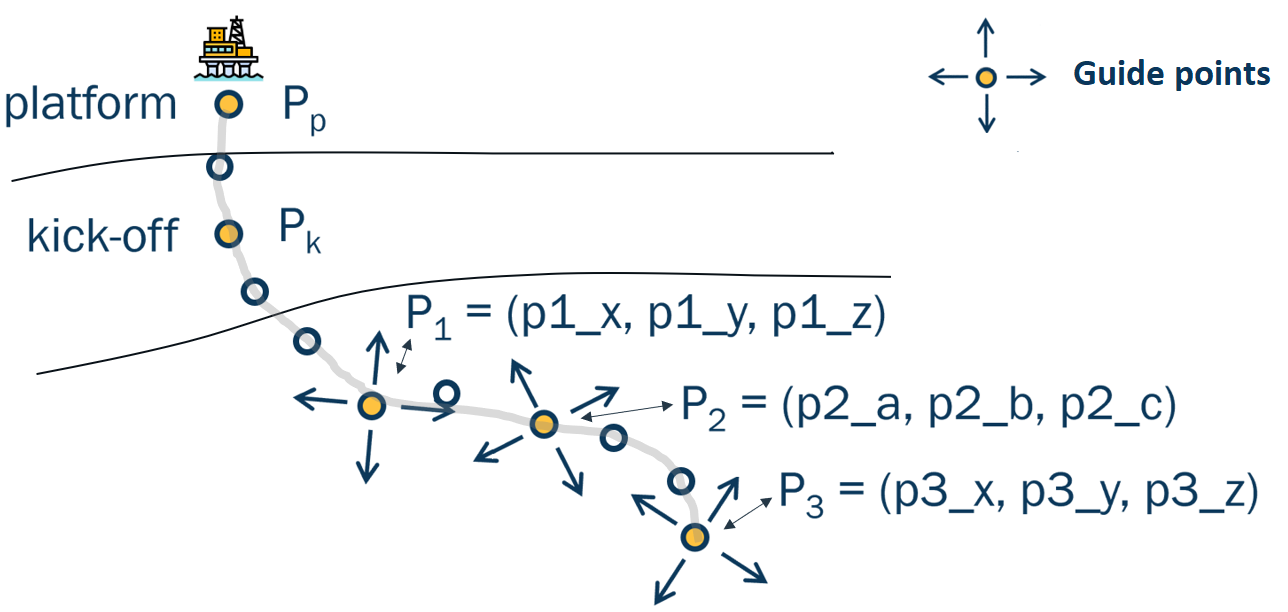 Guide points
platform P_p
kick-off P_k
P_1 = (p1_x, p1_y, p1_z)
P_2 = (p2_a, p2_b, p2_c)
P_3 = (p3_x, p3_y, p3_z)